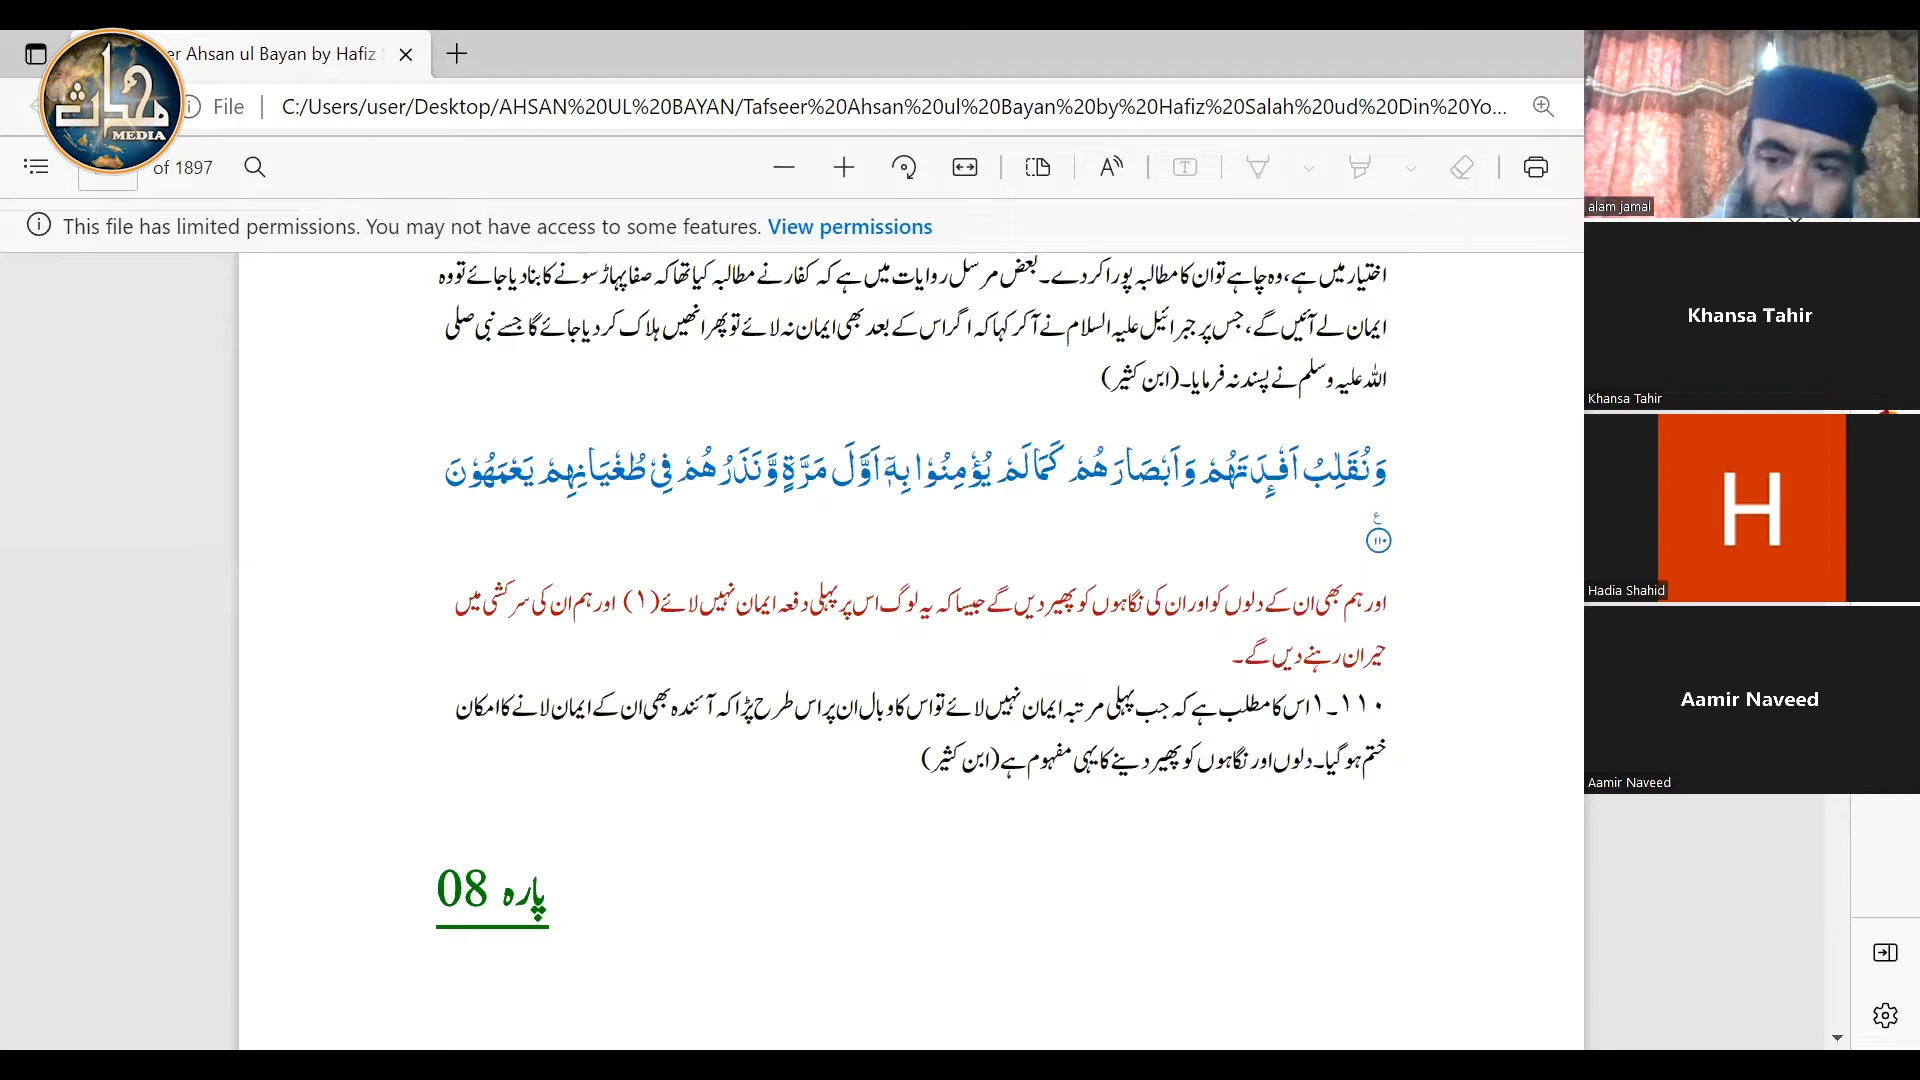 er Ahsan ul Bayan by Hafiz
MEDIA
File
C:/Users/user/Desktop/AHSAN%20UL%20BAYAN/Tafseer%20Ahsan%20ul%20Bayan%20by%20Hafiz%20Salah%20ud%20Din%20Yo...
of 1897
This file has limited permissions. You may not have access to some features. View permissions
اختیار میں ہے، وہ چاہے تو ان کا مطالبہ پورا کر دے۔ بعض مرسل روایات میں ہے کہ کفار نے مطالبہ کیا تھا کہ صفا پہاڑ سونے کا بنا دیا جائے تو وہ
ایمان لے آئیں گے، جس پر جبرائیل علیہ السلام نے آکر کہا کہ اگر اس کے بعد بھی ایمان نہ لائے تو پھر انھیں ہلاک کر دیا جائے گا جسے نبی صلی
اللہ علیہ وسلم نے پسند نہ فرمایا۔ (ابن کثیر)
وَنُقَلِّبُ اَفْـِٕدَتَهُمْ وَاَبْصَارَهُمْ كَمَا لَمْ يُؤْمِنُوْا بِهٖٓ اَوَّلَ مَرَّةٍ وَّنَذَرُهُمْ فِيْ طُغْيَانِهِمْ يَعْمَهُوْنَ
ع
۱۱۰
اور ہم بھی ان کے دلوں کو اور ان کی نگاہوں کو پھیر دیں گے جیسا کہ یہ لوگ اس پر پہلی دفعہ ایمان نہیں لائے (۱) اور ہم ان کی سرکشی میں
حیران رہنے دیں گے۔
۱۱۰۔۱ اس کا مطلب ہے کہ جب پہلی مرتبہ ایمان نہیں لائے تو اس کا وبال ان پر اس طرح پڑا کہ آئندہ بھی ان کے ایمان لانے کا امکان
ختم ہو گیا۔ دلوں اور نگاہوں کو پھیر دینے کا یہی مفہوم ہے (ابن کثیر)
پارہ 08
alam jamal
Khansa Tahir
Khansa Tahir
H
Hadia Shahid
Aamir Naveed
Aamir Naveed